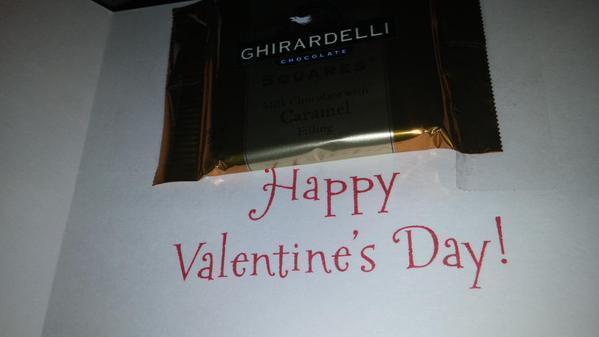 GHIRARDELLI
CHOCOLATE
SQUARES
Milk Chocolate with
Caramel
Filling
Happy
Valentine's Day!